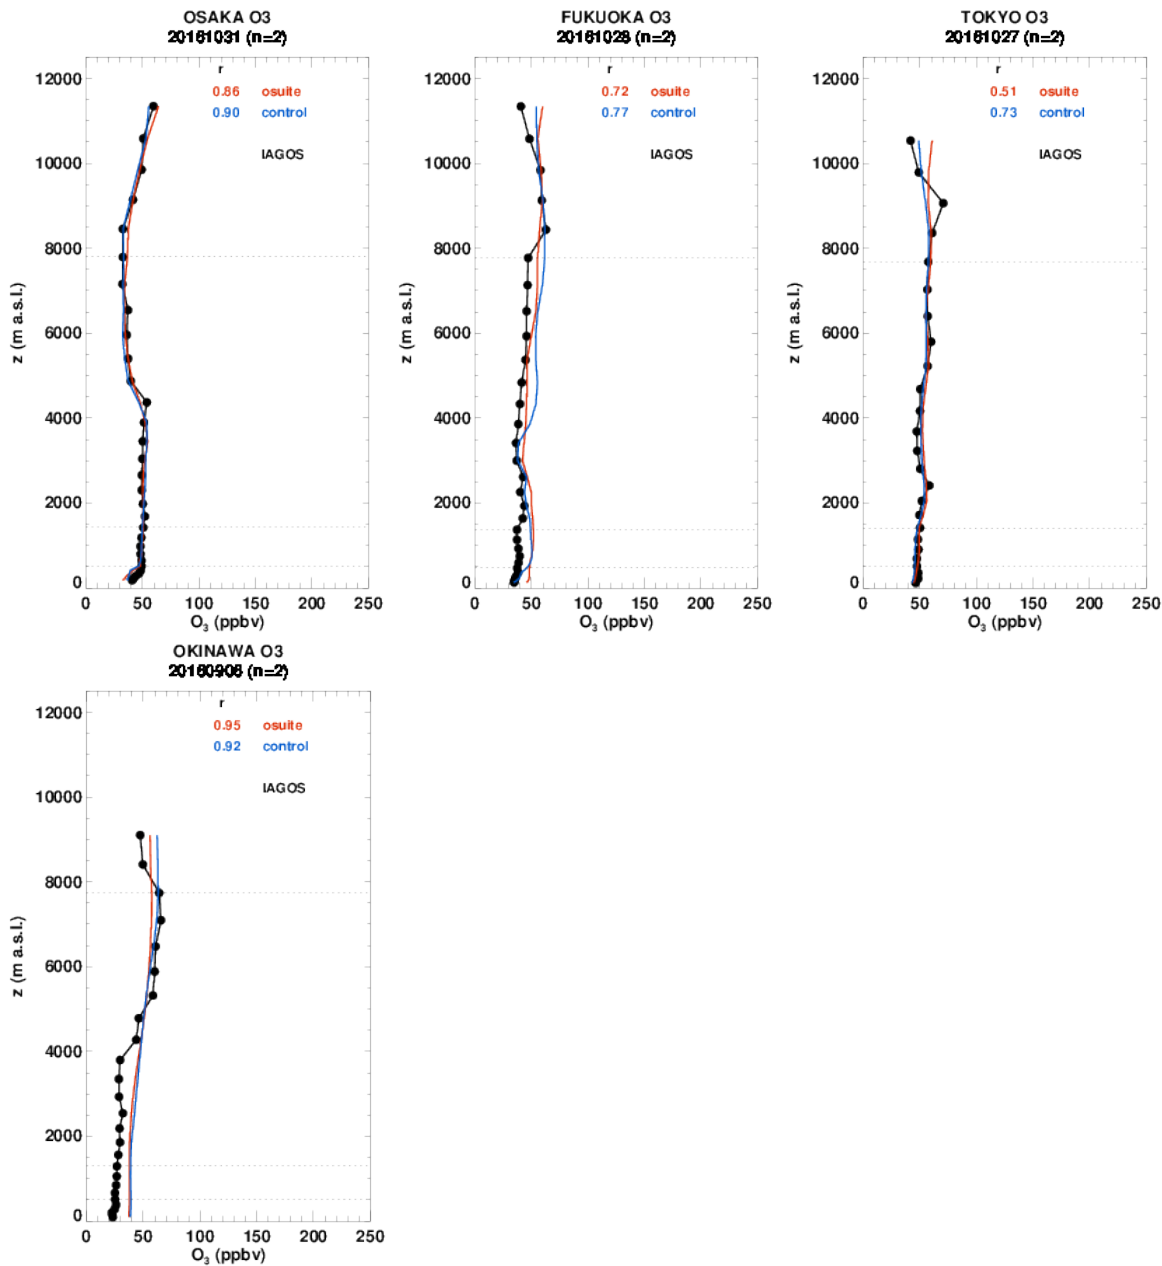 OSAKA O3
20161031 (n=2)
r
0.86 osuite
0.90 control
IAGOS
12000
10000
8000
6000
4000
2000
0
z (m a.s.l.)
0 50 100 150 200 250
O₃ (ppbv)
FUKUOKA O3
(n=2)
r
0.72 osuite
0.77 control
IAGOS
12000
10000
8000
6000
4000
2000
0
z (m a.s.l.)
0 50 100 150 200 250
O₃ (ppbv)
TOKYO O3
20161027 (n=2)
r
0.51 osuite
0.73 control
IAGOS
12000
10000
8000
6000
4000
2000
0
z (m a.s.l.)
0 50 100 150 200 250
O₃ (ppbv)
OKINAWA O3
(n=2)
r
0.95 osuite
0.92 control
IAGOS
12000
10000
8000
6000
4000
2000
0
z (m a.s.l.)
0 50 100 150 200 250
O₃ (ppbv)